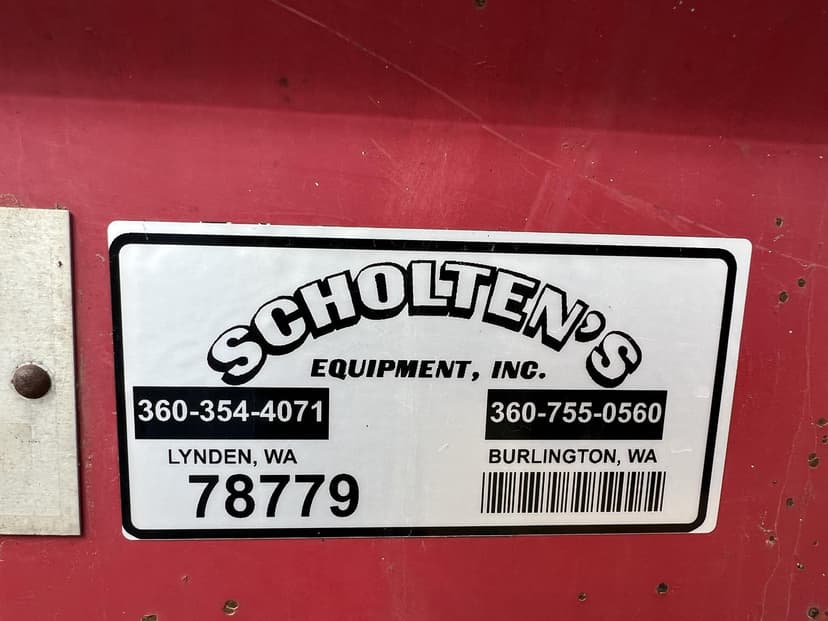 SCHOLTEN'S
EQUIPMENT, INC.
360-354-4071
LYNDEN, WA
78779
360-755-0560
BURLINGTON, WA